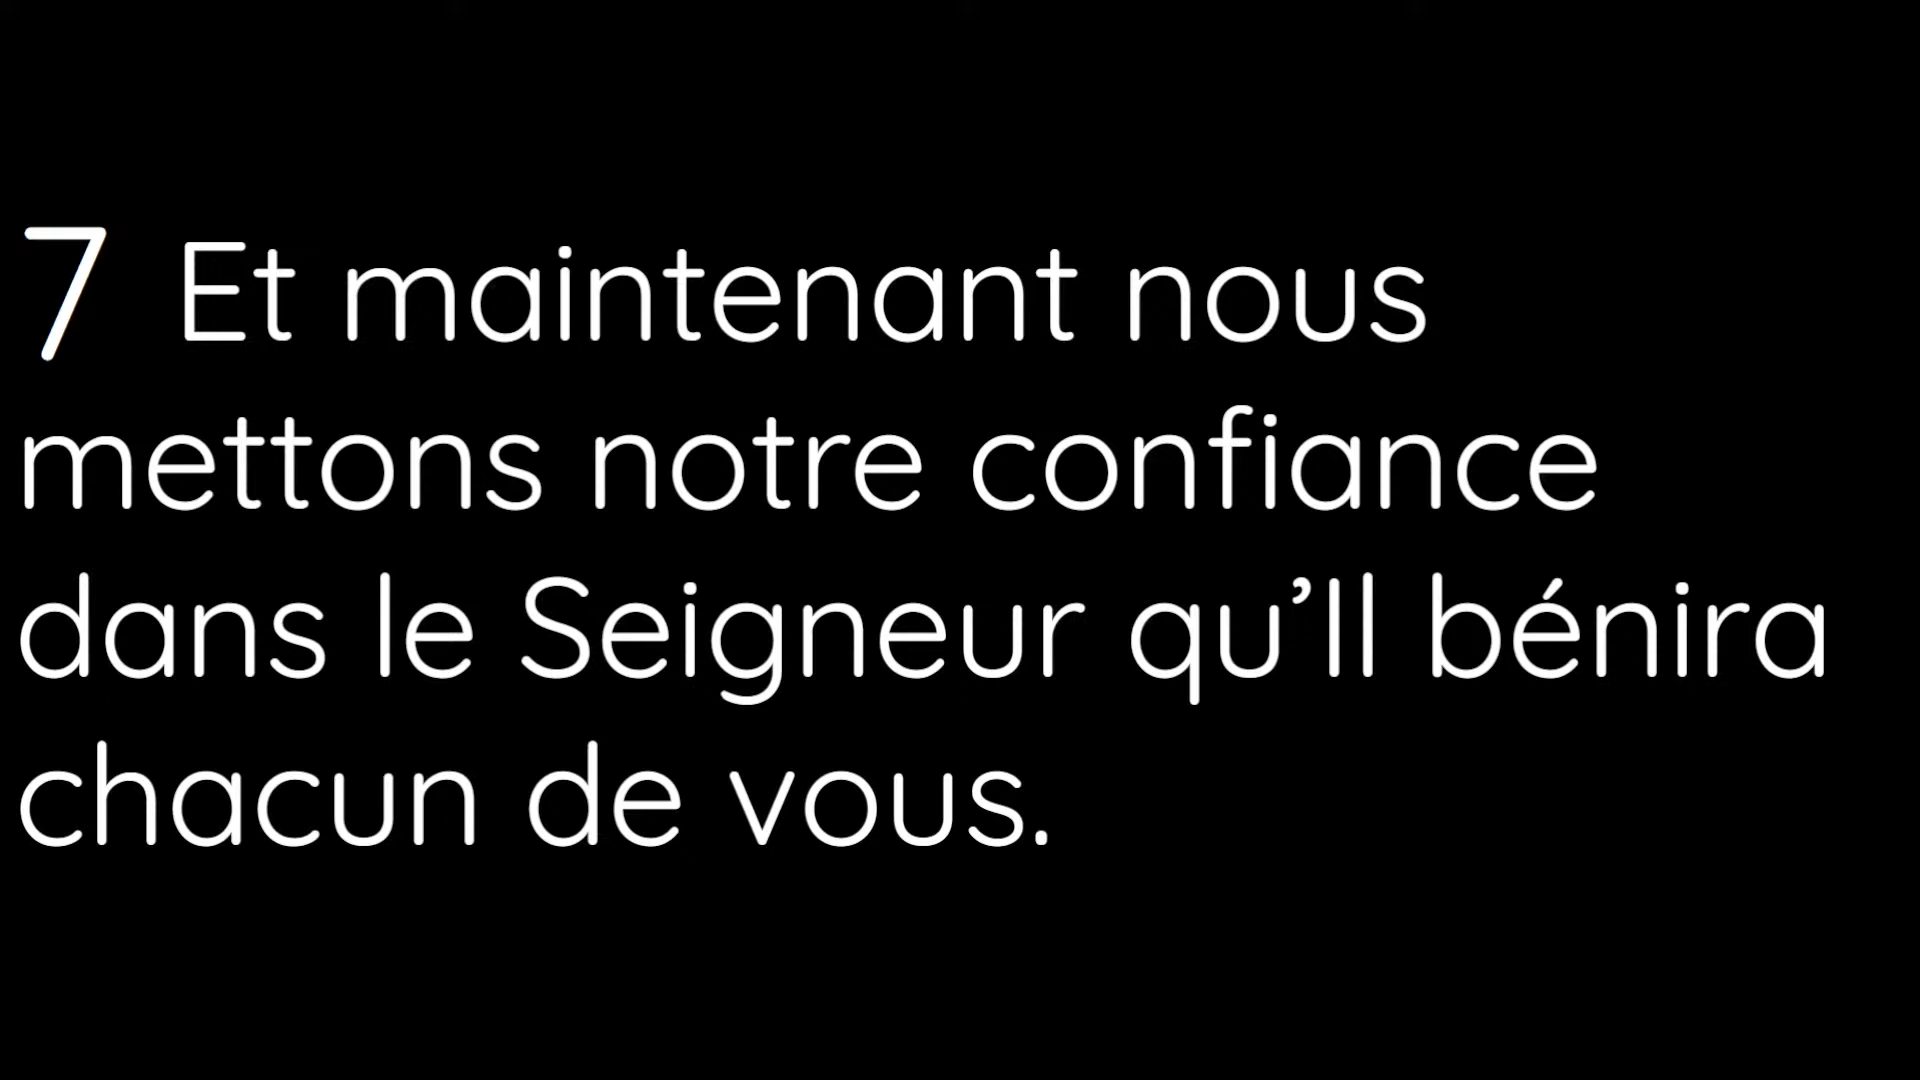 7 Et maintenant nous
mettons notre confiance
dans le Seigneur qu’Il bénira
chacun de vous.